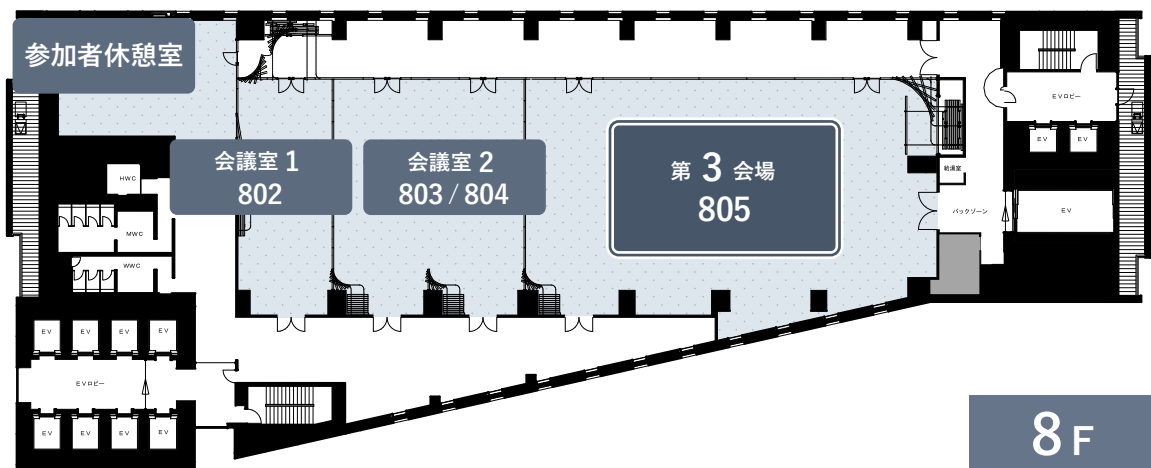 参加者休憩室
会議室 1
802
会議室 2
803 / 804
第 3 会場
805
EVロビー
EV
EV
給湯室
バックゾーン
EV
HWC
MWC
WWC
EV
EV
EV
EV
EVロビー
EV
EV
EV
EV
8F